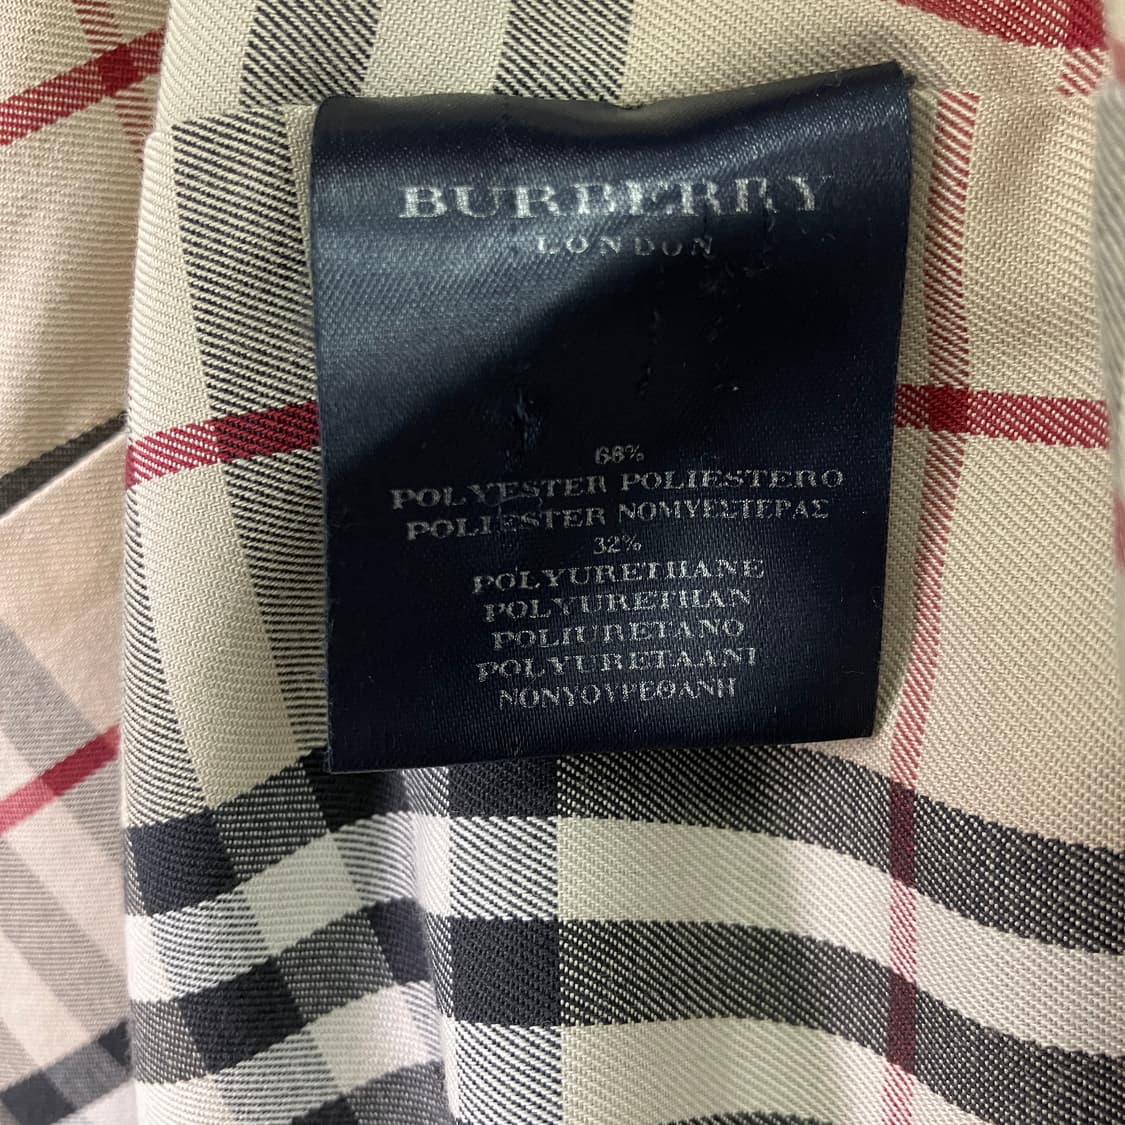 BURBERRY
LONDON
68%
POLYESTER POLIESTERO
POLIESTER ΝΟΜΥΕΣΤΕΡΑΣ
32%
POLYURETHANE
POLYURETHAN
POLIURETANO
POLYURETAANI
ΝΟΝΥΟΥΡΕΘΑΝΗ